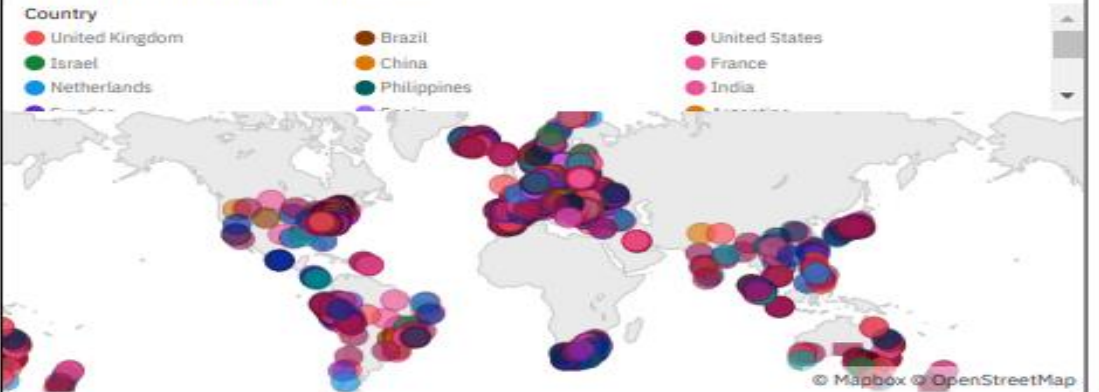 Country
United Kingdom Brazil United States
Israel China France
Netherlands Philippines India
© Mapbox © OpenStreetMap